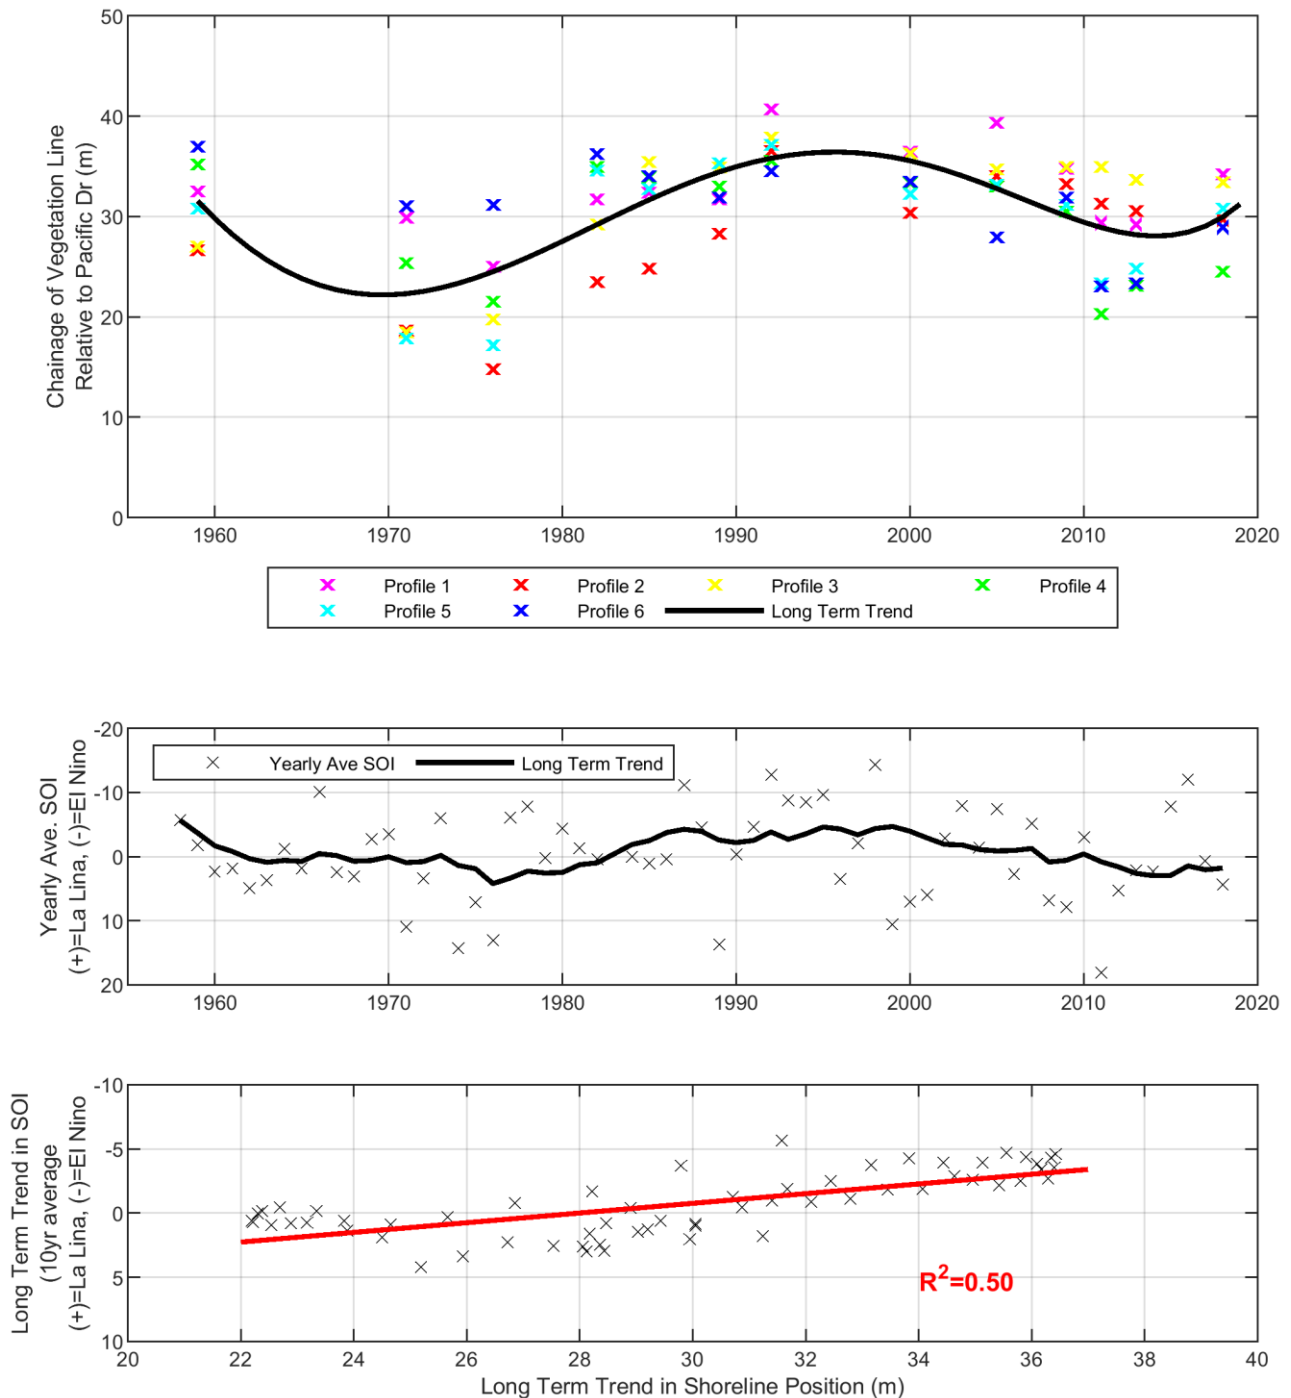 50
40
30
20
10
0
Chainage of Vegetation Line
Relative to Pacific Dr (m)
1960 1970 1980 1990 2000 2010 2020
Profile 1 Profile 2 Profile 3 Profile 4
Profile 5 Profile 6 Long Term Trend
-20
-10
0
10
20
Yearly Ave. SOI
(+)=La Lina, (-)=El Nino
Yearly Ave SOI Long Term Trend
1960 1970 1980 1990 2000 2010 2020
-10
-5
0
5
10
Long Term Trend in SOI
(10yr average
(+)=La Lina, (-)=El Nino
R²=0.50
20 22 24 26 28 30 32 34 36 38 40
Long Term Trend in Shoreline Position (m)